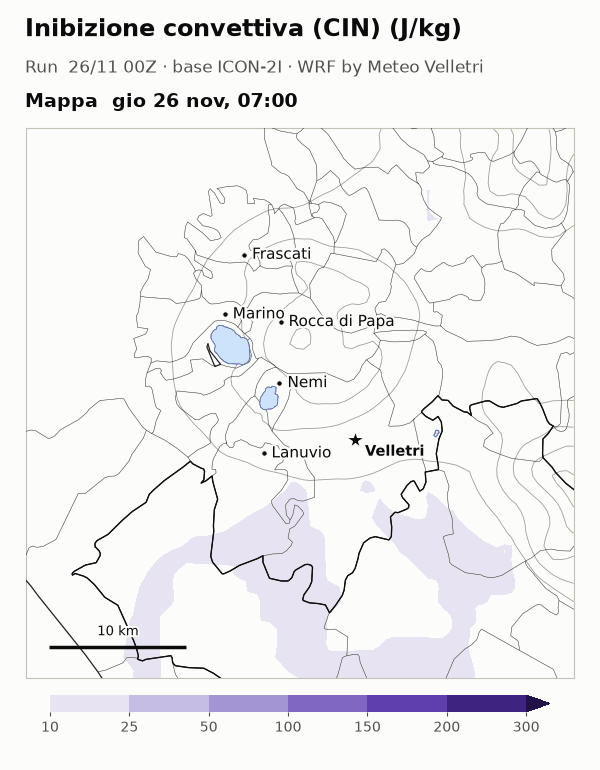 Inibizione convettiva (CIN) (J/kg)
Run  26/11 00Z · base ICON-2I · WRF by Meteo Velletri
Mappa  gio 26 nov, 07:00
Frascati
Marino
Rocca di Papa
Nemi
Velletri
Lanuvio
10 km
10 25 50 100 150 200 300